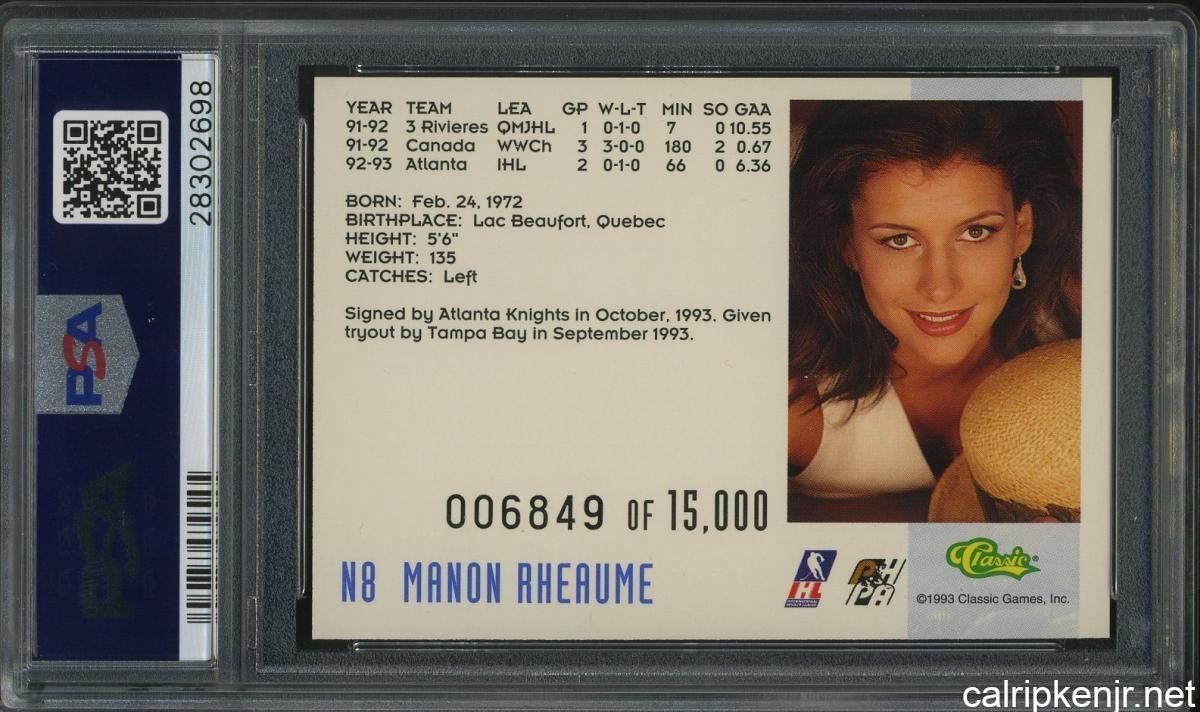 28302698
PSA
PSA
YEAR TEAM LEA GP W-L-T MIN SO GAA
91-92 3 Rivieres QMJHL 1 0-1-0 7 0 10.55
91-92 Canada WWCh 3 3-0-0 180 2 0.67
92-93 Atlanta IHL 2 0-1-0 66 0 6.36
BORN: Feb. 24, 1972
BIRTHPLACE: Lac Beaufort, Quebec
HEIGHT: 5'6"
WEIGHT: 135
CATCHES: Left
Signed by Atlanta Knights in October, 1993. Given
tryout by Tampa Bay in September 1993.
006849 OF 15,000
N8 MANON RHEAUME
IHL
PHPA
Classic®
©1993 Classic Games, Inc.
calripkenjr.net